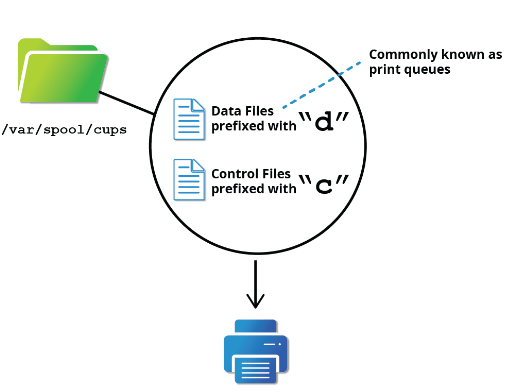 Commonly known as
print queues
/var/spool/cups
Data Files
prefixed with “d”
Control Files
prefixed with “c”